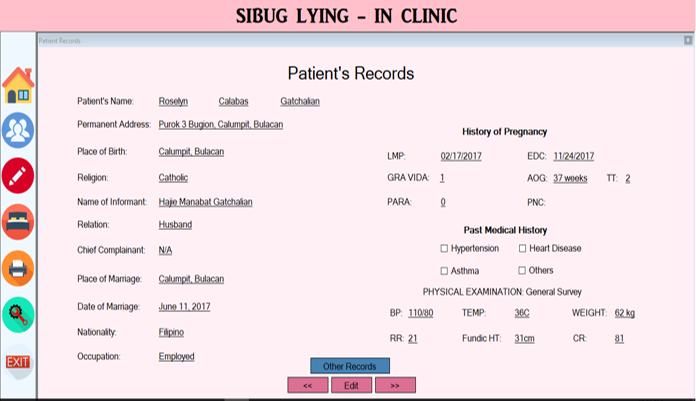 SIBUG LYING - IN CLINIC
Patient Records
x
Patient's Records
Patient's Name: Roselyn Calabas Gatchalian
Permanent Address: Purok 3 Bugion, Calumpit, Bulacan
Place of Birth: Calumpit, Bulacan
Religion: Catholic
Name of Informant: Hajie Manabat Gatchalian
Relation: Husband
Chief Complainant: N/A
Place of Marriage: Calumpit, Bulacan
Date of Marriage: June 11, 2017
Nationality: Filipino
Occupation: Employed
History of Pregnancy
LMP: 02/17/2017 EDC: 11/24/2017
GRA VIDA: 1 AOG: 37 weeks TT: 2
PARA: 0 PNC:
Past Medical History
Hypertension Heart Disease
Asthma Others
PHYSICAL EXAMINATION: General Survey
BP: 110/80 TEMP: 36C WEIGHT: 62 kg
RR: 21 Fundic HT: 31cm CR: 81
Other Records
<< Edit >>
EXIT